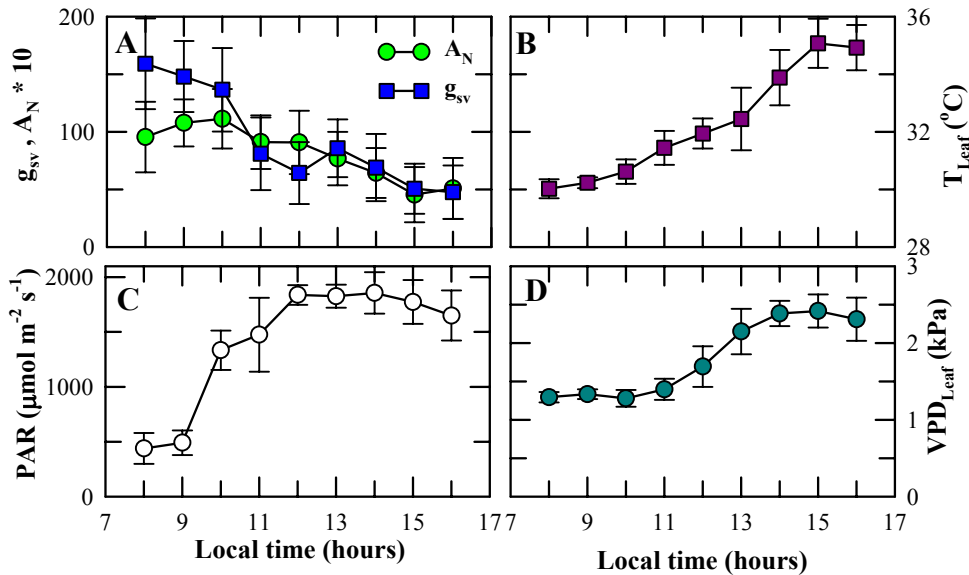 200
A
A_N
g_sv
B
36
100
32
0
28
g_sv , A_N * 10
T_Leaf (°C)
2000
C
D
3
1000
2
1
0
0
PAR (µmol m⁻² s⁻¹)
VPD_Leaf (kPa)
7 9 11 13 15 17 7 9 11 13 15 17
Local time (hours) Local time (hours)